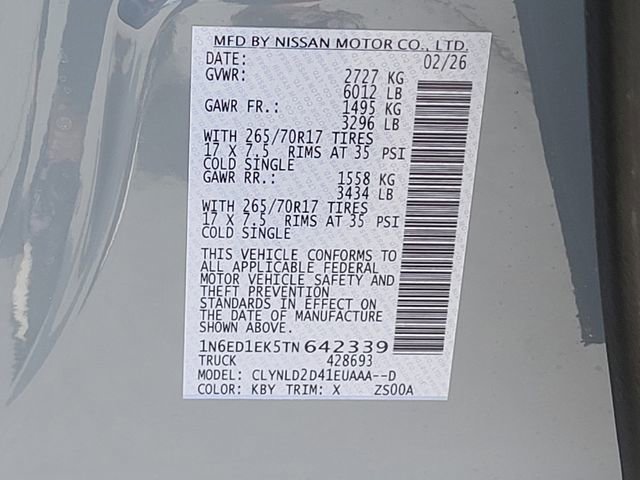 MFD BY NISSAN MOTOR CO., LTD.
DATE: 02/26
GVWR: 2727 KG
6012 LB
GAWR FR.: 1495 KG
3296 LB
WITH 265/70R17 TIRES
17 X 7.5 RIMS AT 35 PSI
COLD SINGLE
GAWR RR.: 1558 KG
3434 LB
WITH 265/70R17 TIRES
17 X 7.5 RIMS AT 35 PSI
COLD SINGLE
THIS VEHICLE CONFORMS TO
ALL APPLICABLE FEDERAL
MOTOR VEHICLE SAFETY AND
THEFT PREVENTION
STANDARDS IN EFFECT ON
THE DATE OF MANUFACTURE
SHOWN ABOVE.
1N6ED1EK5TN642339
TRUCK 428693
MODEL: CLYNLD2D41EUAAA--D
COLOR: KBY TRIM: X ZS00A